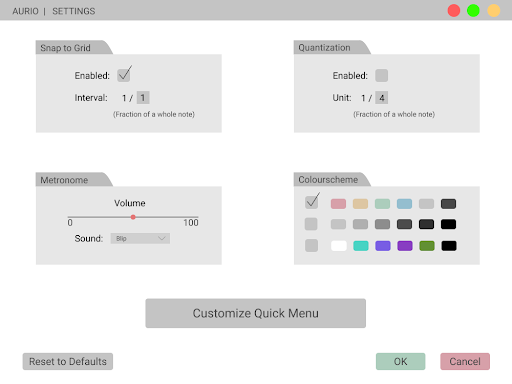 AURIO | SETTINGS
Snap to Grid
Enabled:
Interval: 1 / 1
(Fraction of a whole note)
Quantization
Enabled:
Unit: 1 / 4
(Fraction of a whole note)
Metronome
Volume
0 100
Sound: Blip
Colourscheme
Customize Quick Menu
Reset to Defaults
OK
Cancel